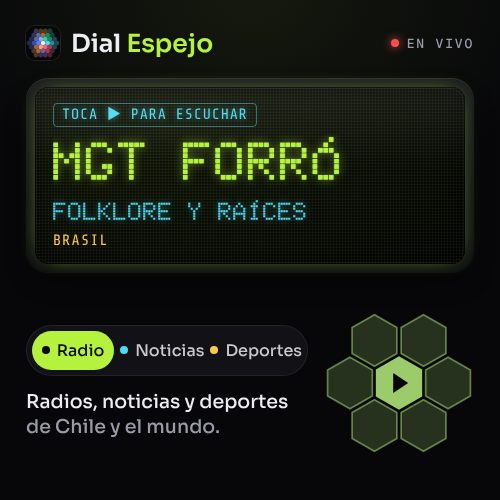 Dial Espejo
EN VIVO
TOCA ▶ PARA ESCUCHAR
MGT FORRÓ
FOLKLORE Y RAÍCES
BRASIL
Radio
Noticias
Deportes
Radios, noticias y deportes
de Chile y el mundo.